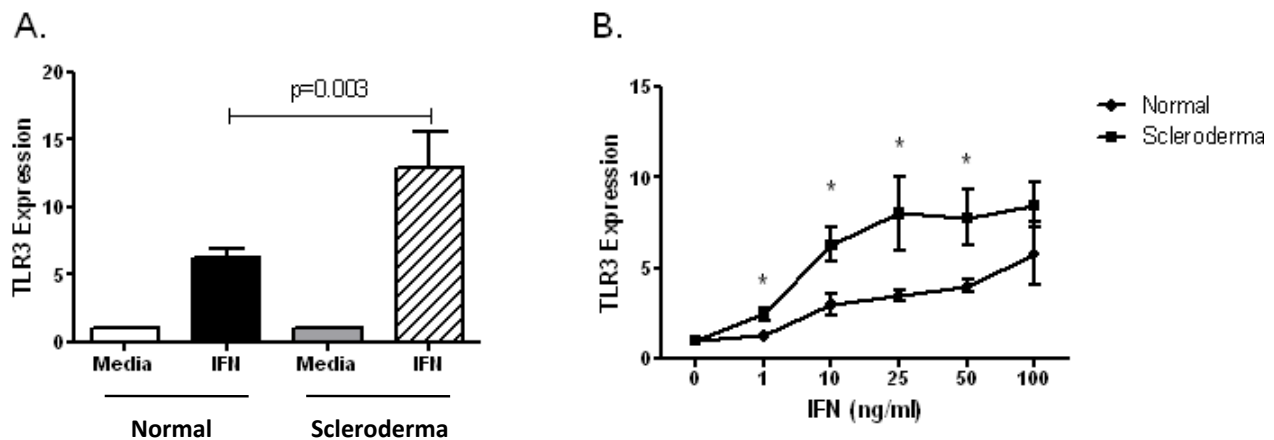 A.
20
15
10
5
0
TLR3 Expression
p=0.003
Media IFN Media IFN
Normal Scleroderma
B.
15
10
5
0
TLR3 Expression
* * * *
0 1 10 25 50 100
IFN (ng/ml)
Normal
Scleroderma